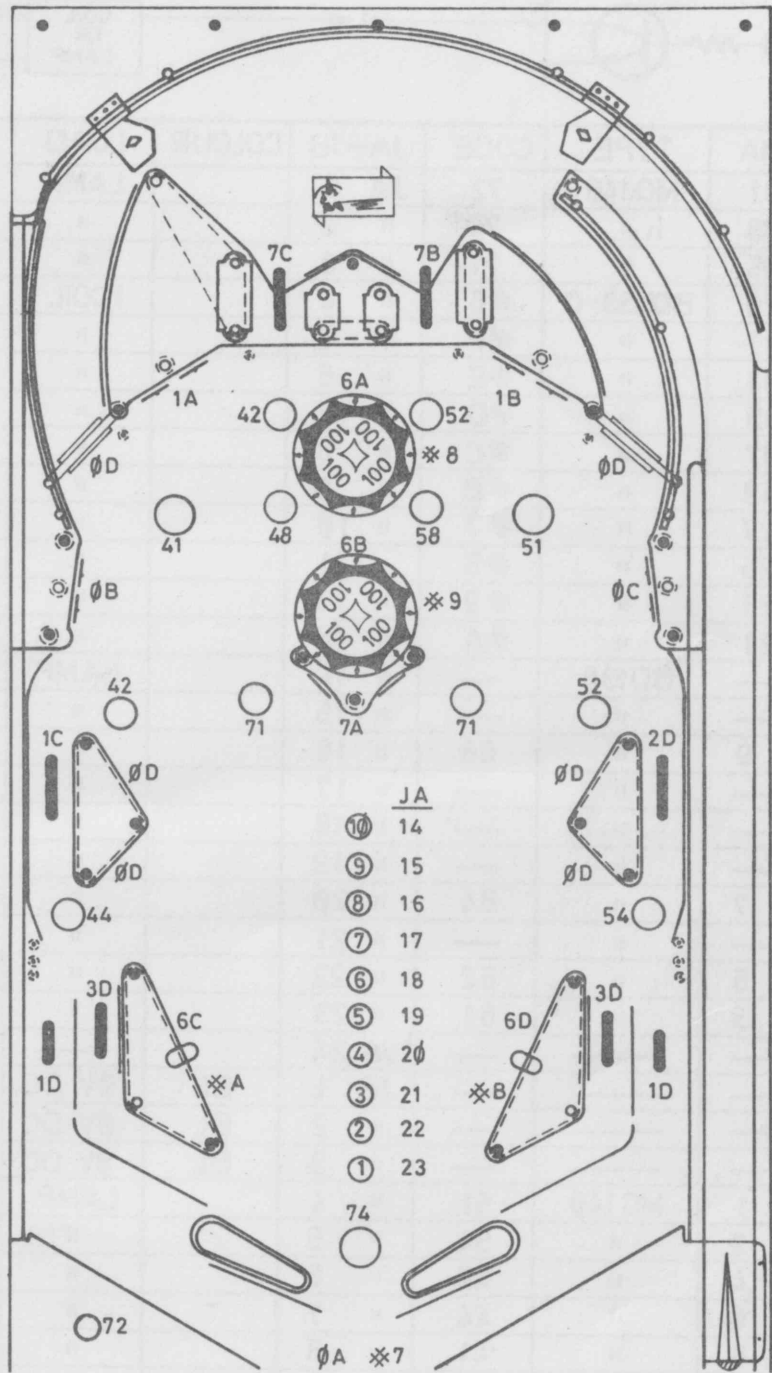 7C 7B
6A
1A 42 52 1B
100 100 100 100
※ 8
ØD ØD
41 48 58 51
6B
ØB ※ 9 ØC
100 100 100 100
42 52
71 7A 71
1C 2D
ØD ØD
JA
10 14
ØD 9 15 ØD
8 16
44 54
7 17
6 18
3D 3D
5 19
6C 6D
4 2Ø
1D ※A ※B 1D
3 21
2 22
1 23
74
72
ØA ※7